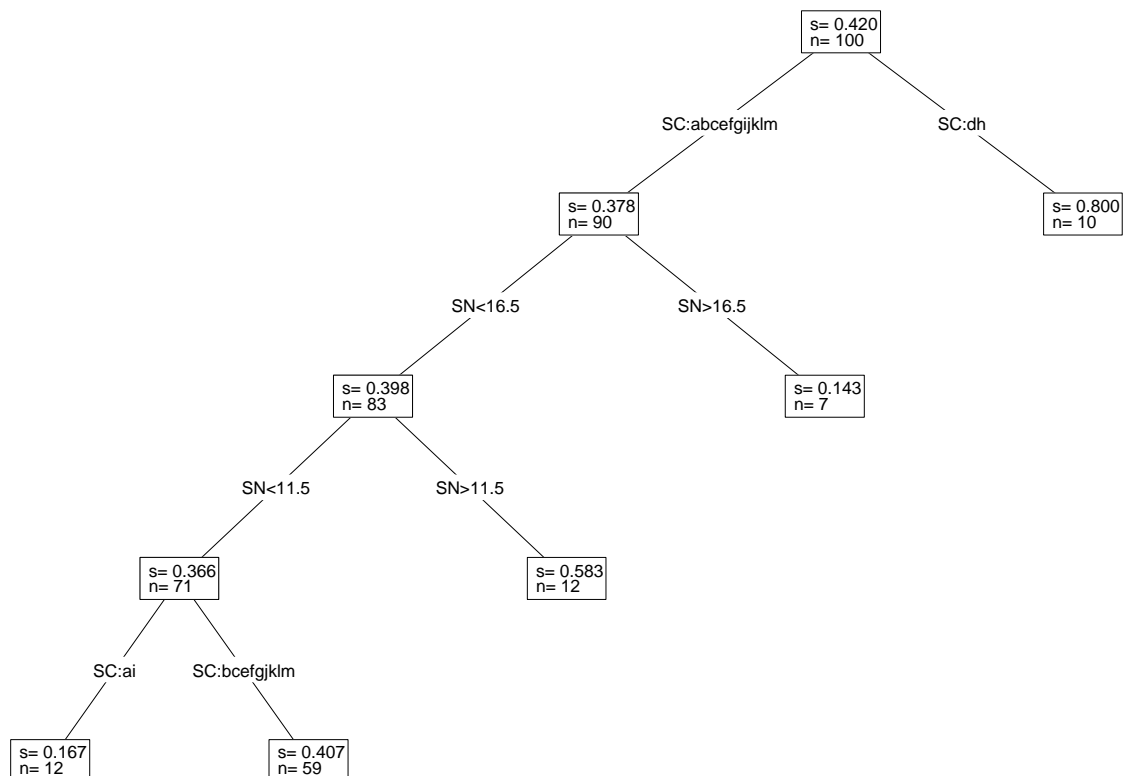 s= 0.420
n= 100
SC:abcefgijklm
SC:dh
s= 0.378
n= 90
s= 0.800
n= 10
SN<16.5
SN>16.5
s= 0.398
n= 83
s= 0.143
n= 7
SN<11.5
SN>11.5
s= 0.366
n= 71
s= 0.583
n= 12
SC:ai
SC:bcefgjklm
s= 0.167
n= 12
s= 0.407
n= 59